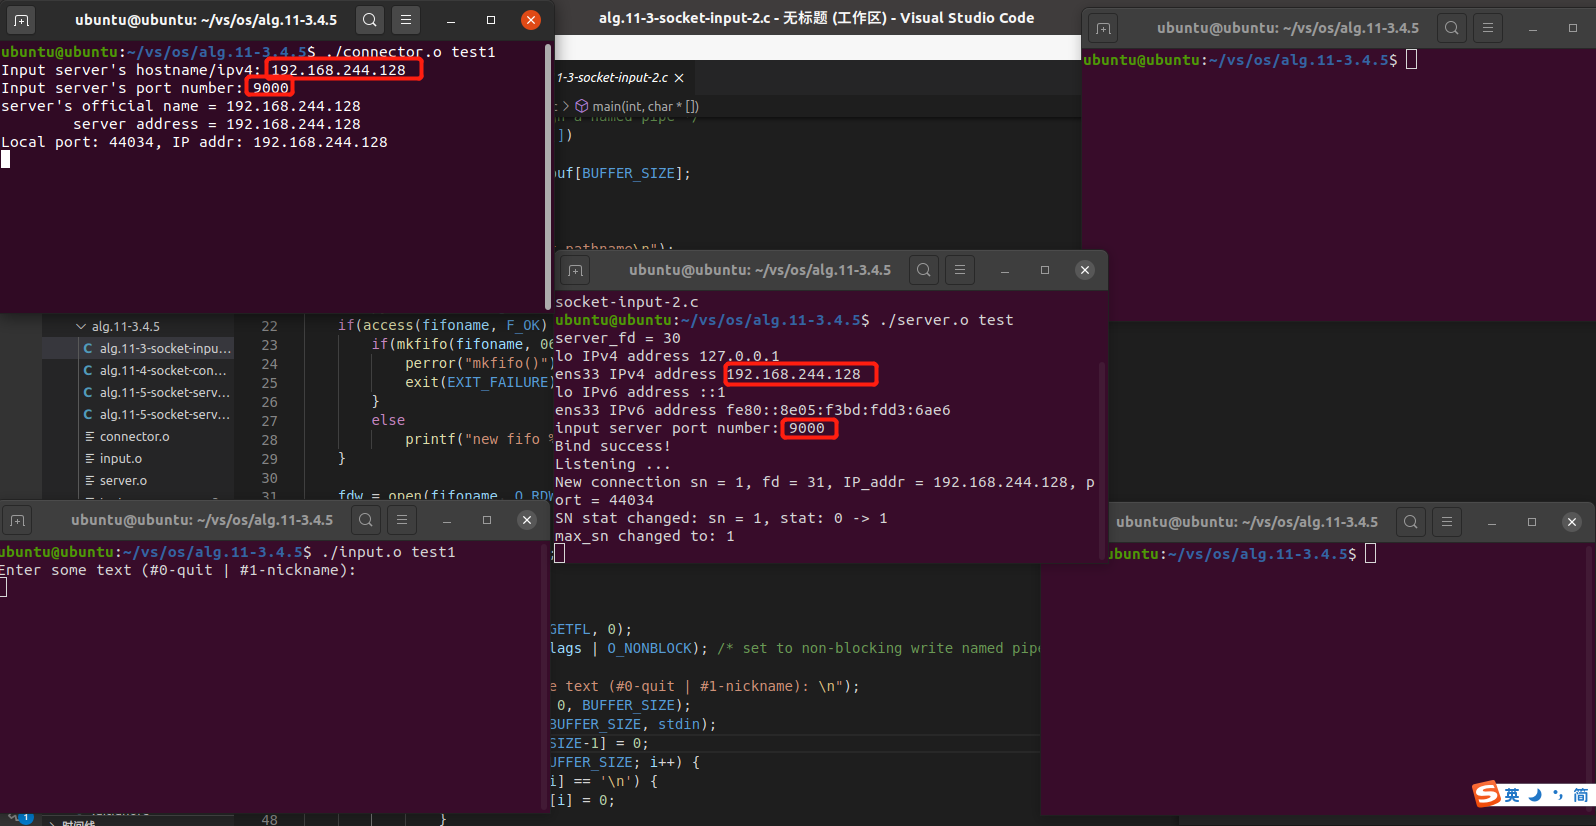 ubuntu@ubuntu: ~/vs/os/alg.11-3.4.5
ubuntu@ubuntu:~/vs/os/alg.11-3.4.5$ ./connector.o test1
Input server's hostname/ipv4: 192.168.244.128
Input server's port number: 9000
server's official name = 192.168.244.128
server address = 192.168.244.128
Local port: 44034, IP addr: 192.168.244.128
alg.11-3-socket-input-2.c - 无标题 (工作区) - Visual Studio Code
1-3-socket-input-2.c
main(int, char * [])
])
buf[BUFFER_SIZE];
pathname\n");
ubuntu@ubuntu: ~/vs/os/alg.11-3.4.5
ubuntu@ubuntu:~/vs/os/alg.11-3.4.5$
ubuntu@ubuntu: ~/vs/os/alg.11-3.4.5
socket-input-2.c
ubuntu@ubuntu:~/vs/os/alg.11-3.4.5$ ./server.o test
server_fd = 30
lo IPv4 address 127.0.0.1
ens33 IPv4 address 192.168.244.128
lo IPv6 address ::1
ens33 IPv6 address fe80::8e05:f3bd:fdd3:6ae6
input server port number: 9000
Bind success!
Listening ...
New connection sn = 1, fd = 31, IP_addr = 192.168.244.128, p
ort = 44034
SN stat changed: sn = 1, stat: 0 -> 1
max_sn changed to: 1
alg.11-3.4.5
C alg.11-3-socket-inpu...
C alg.11-4-socket-con...
C alg.11-5-socket-serv...
C alg.11-5-socket-serv...
connector.o
input.o
server.o
22 if(access(fifoname, F_OK)
23 if(mkfifo(fifoname, 06
24 perror("mkfifo()")
25 exit(EXIT_FAILURE)
26 }
27 else
28 printf("new fifo %
29 }
30
31 fdw = open(fifoname, O_RDW
ubuntu@ubuntu: ~/vs/os/alg.11-3.4.5
ubuntu@ubuntu:~/vs/os/alg.11-3.4.5$ ./input.o test1
Enter some text (#0-quit | #1-nickname):
;
GETFL, 0);
lags | O_NONBLOCK); /* set to non-blocking write named pipe
e text (#0-quit | #1-nickname): \n");
0, BUFFER_SIZE);
BUFFER_SIZE, stdin);
SIZE-1] = 0;
UFFER_SIZE; i++) {
i] == '\n') {
[i] = 0;
48 }
1
时间线
ubuntu@ubuntu: ~/vs/os/alg.11-3.4.5
ubuntu:~/vs/os/alg.11-3.4.5$
S 英 简